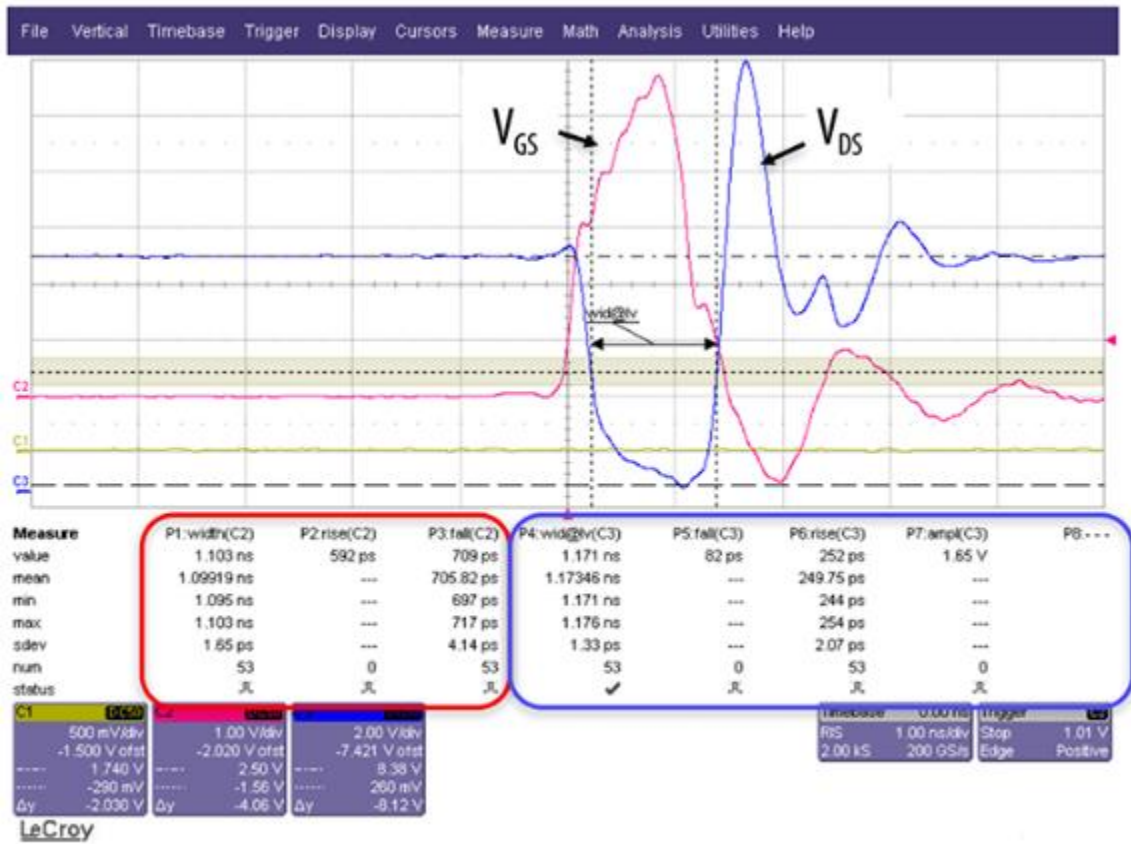 File Vertical Timebase Trigger Display Cursors Measure Math Analysis Utilities Help
VGS
VDS
wid@lv
C2
C1
C3
Measure P1:width(C2) P2:rise(C2) P3:fall(C2) P4:wid@lv(C3) P5:fall(C3) P6:rise(C3) P7:ampl(C3) P8:---
value 1.103 ns 592 ps 709 ps 1.171 ns 82 ps 252 ps 1.65 V
mean 1.09919 ns --- 705.82 ps 1.17346 ns --- 249.75 ps ---
min 1.095 ns --- 697 ps 1.171 ns --- 244 ps ---
max 1.103 ns --- 717 ps 1.176 ns --- 254 ps ---
sdev 1.65 ps --- 4.14 ps 1.33 ps --- 2.07 ps ---
num 53 0 53 53 0 53 0
status
C1 DC50 C2 Timebase 0.00 ns Trigger
500 mV/div 1.00 V/div 2.00 V/div RIS 1.00 ns/div Stop 1.01 V
-1.500 V ofst -2.020 V ofst -7.421 V ofst 2.00 kS 200 GS/s Edge Positive
1.740 V 2.50 V 8.38 V
-290 mV -1.56 V 260 mV
Δy -2.030 V Δy -4.06 V Δy -8.12 V
LeCroy